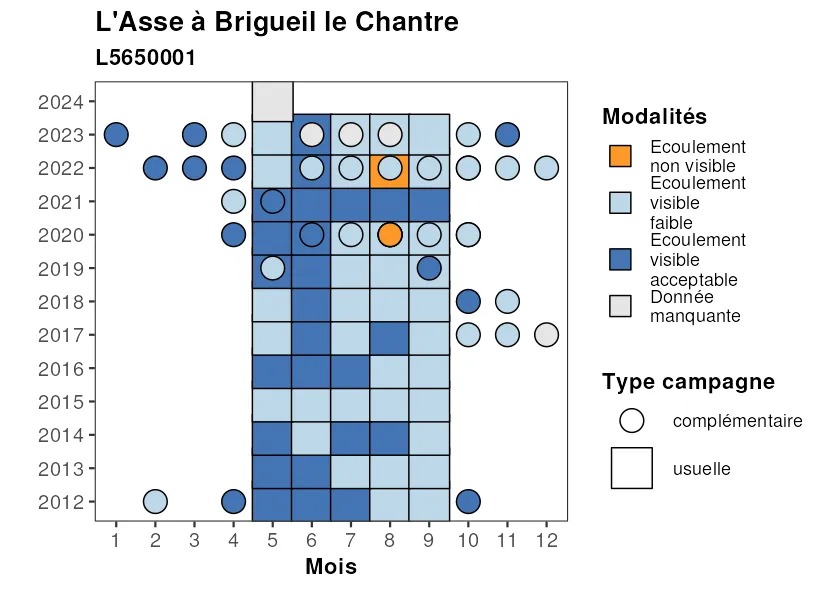 L'Asse à Brigueil le Chantre
L5650001
2024
2023
2022
2021
2020
2019
2018
2017
2016
2015
2014
2013
2012
1 2 3 4 5 6 7 8 9 10 11 12
Mois
Modalités
Ecoulement
non visible
Ecoulement
visible
faible
Ecoulement
visible
acceptable
Donnée
manquante
Type campagne
complémentaire
usuelle